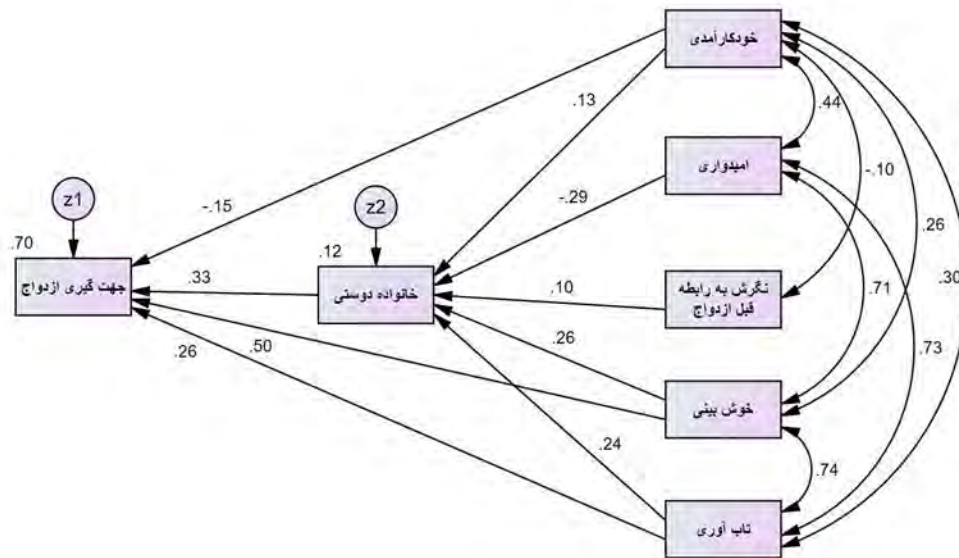 خودکارآمدی
.13
.44
امیدواری
-.10
-.15
-.29
z1
z2
.26
.70
.12
جهت گیری ازدواج
.33
خانواده دوستی
.10
نگرش به رابطه
قبل ازدواج
.71
.30
.26
.50
.26
.73
خوش بینی
.24
.74
تاب آوری